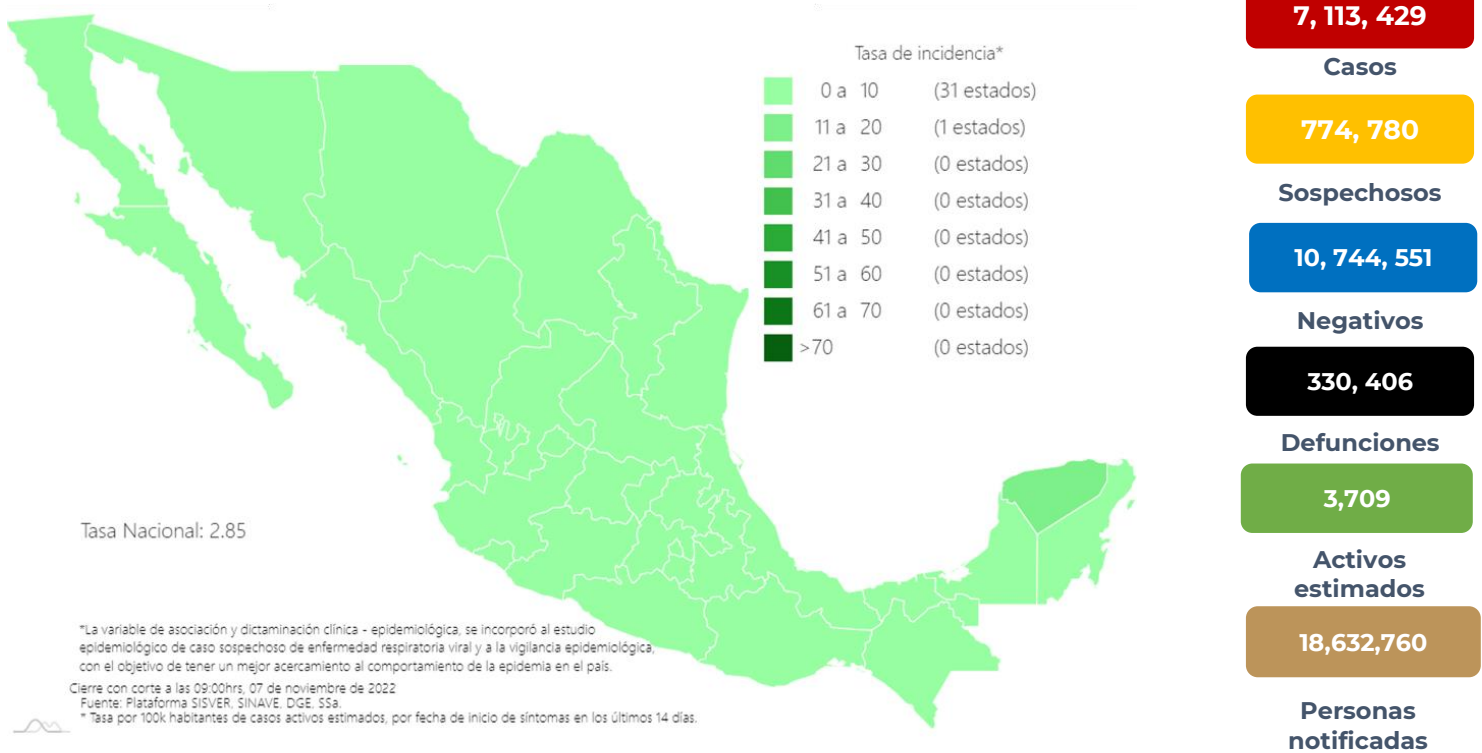 Tasa de incidencia*
0 a 10 (31 estados)
11 a 20 (1 estados)
21 a 30 (0 estados)
31 a 40 (0 estados)
41 a 50 (0 estados)
51 a 60 (0 estados)
61 a 70 (0 estados)
>70 (0 estados)
Tasa Nacional: 2.85
*La variable de asociación y dictaminación clínica - epidemiológica, se incorporó al estudio
epidemiológico de caso sospechoso de enfermedad respiratoria viral y a la vigilancia epidemiológica,
con el objetivo de tener un mejor acercamiento al comportamiento de la epidemia en el país.
Cierre con corte a las 09:00hrs, 07 de noviembre de 2022
Fuente: Plataforma SISVER, SINAVE, DGE, SSa.
* Tasa por 100k habitantes de casos activos estimados, por fecha de inicio de síntomas en los últimos 14 días.
7, 113, 429
Casos
774, 780
Sospechosos
10, 744, 551
Negativos
330, 406
Defunciones
3,709
Activos
estimados
18,632,760
Personas
notificadas